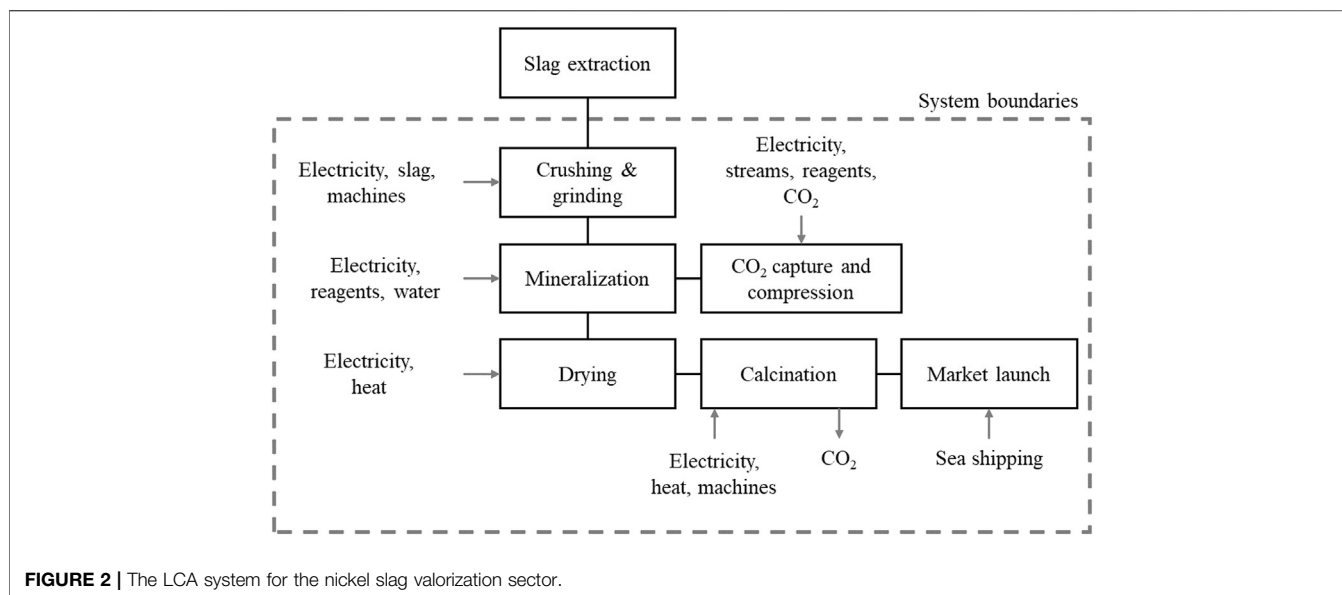 Slag extraction
System boundaries
Electricity, slag,
machines
Crushing &
grinding
Electricity,
streams, reagents,
CO₂
Electricity,
reagents, water
Mineralization
CO₂ capture and
compression
Electricity,
heat
Drying
Calcination
Market launch
Electricity,
heat, machines
CO₂
Sea shipping
FIGURE 2 | The LCA system for the nickel slag valorization sector.